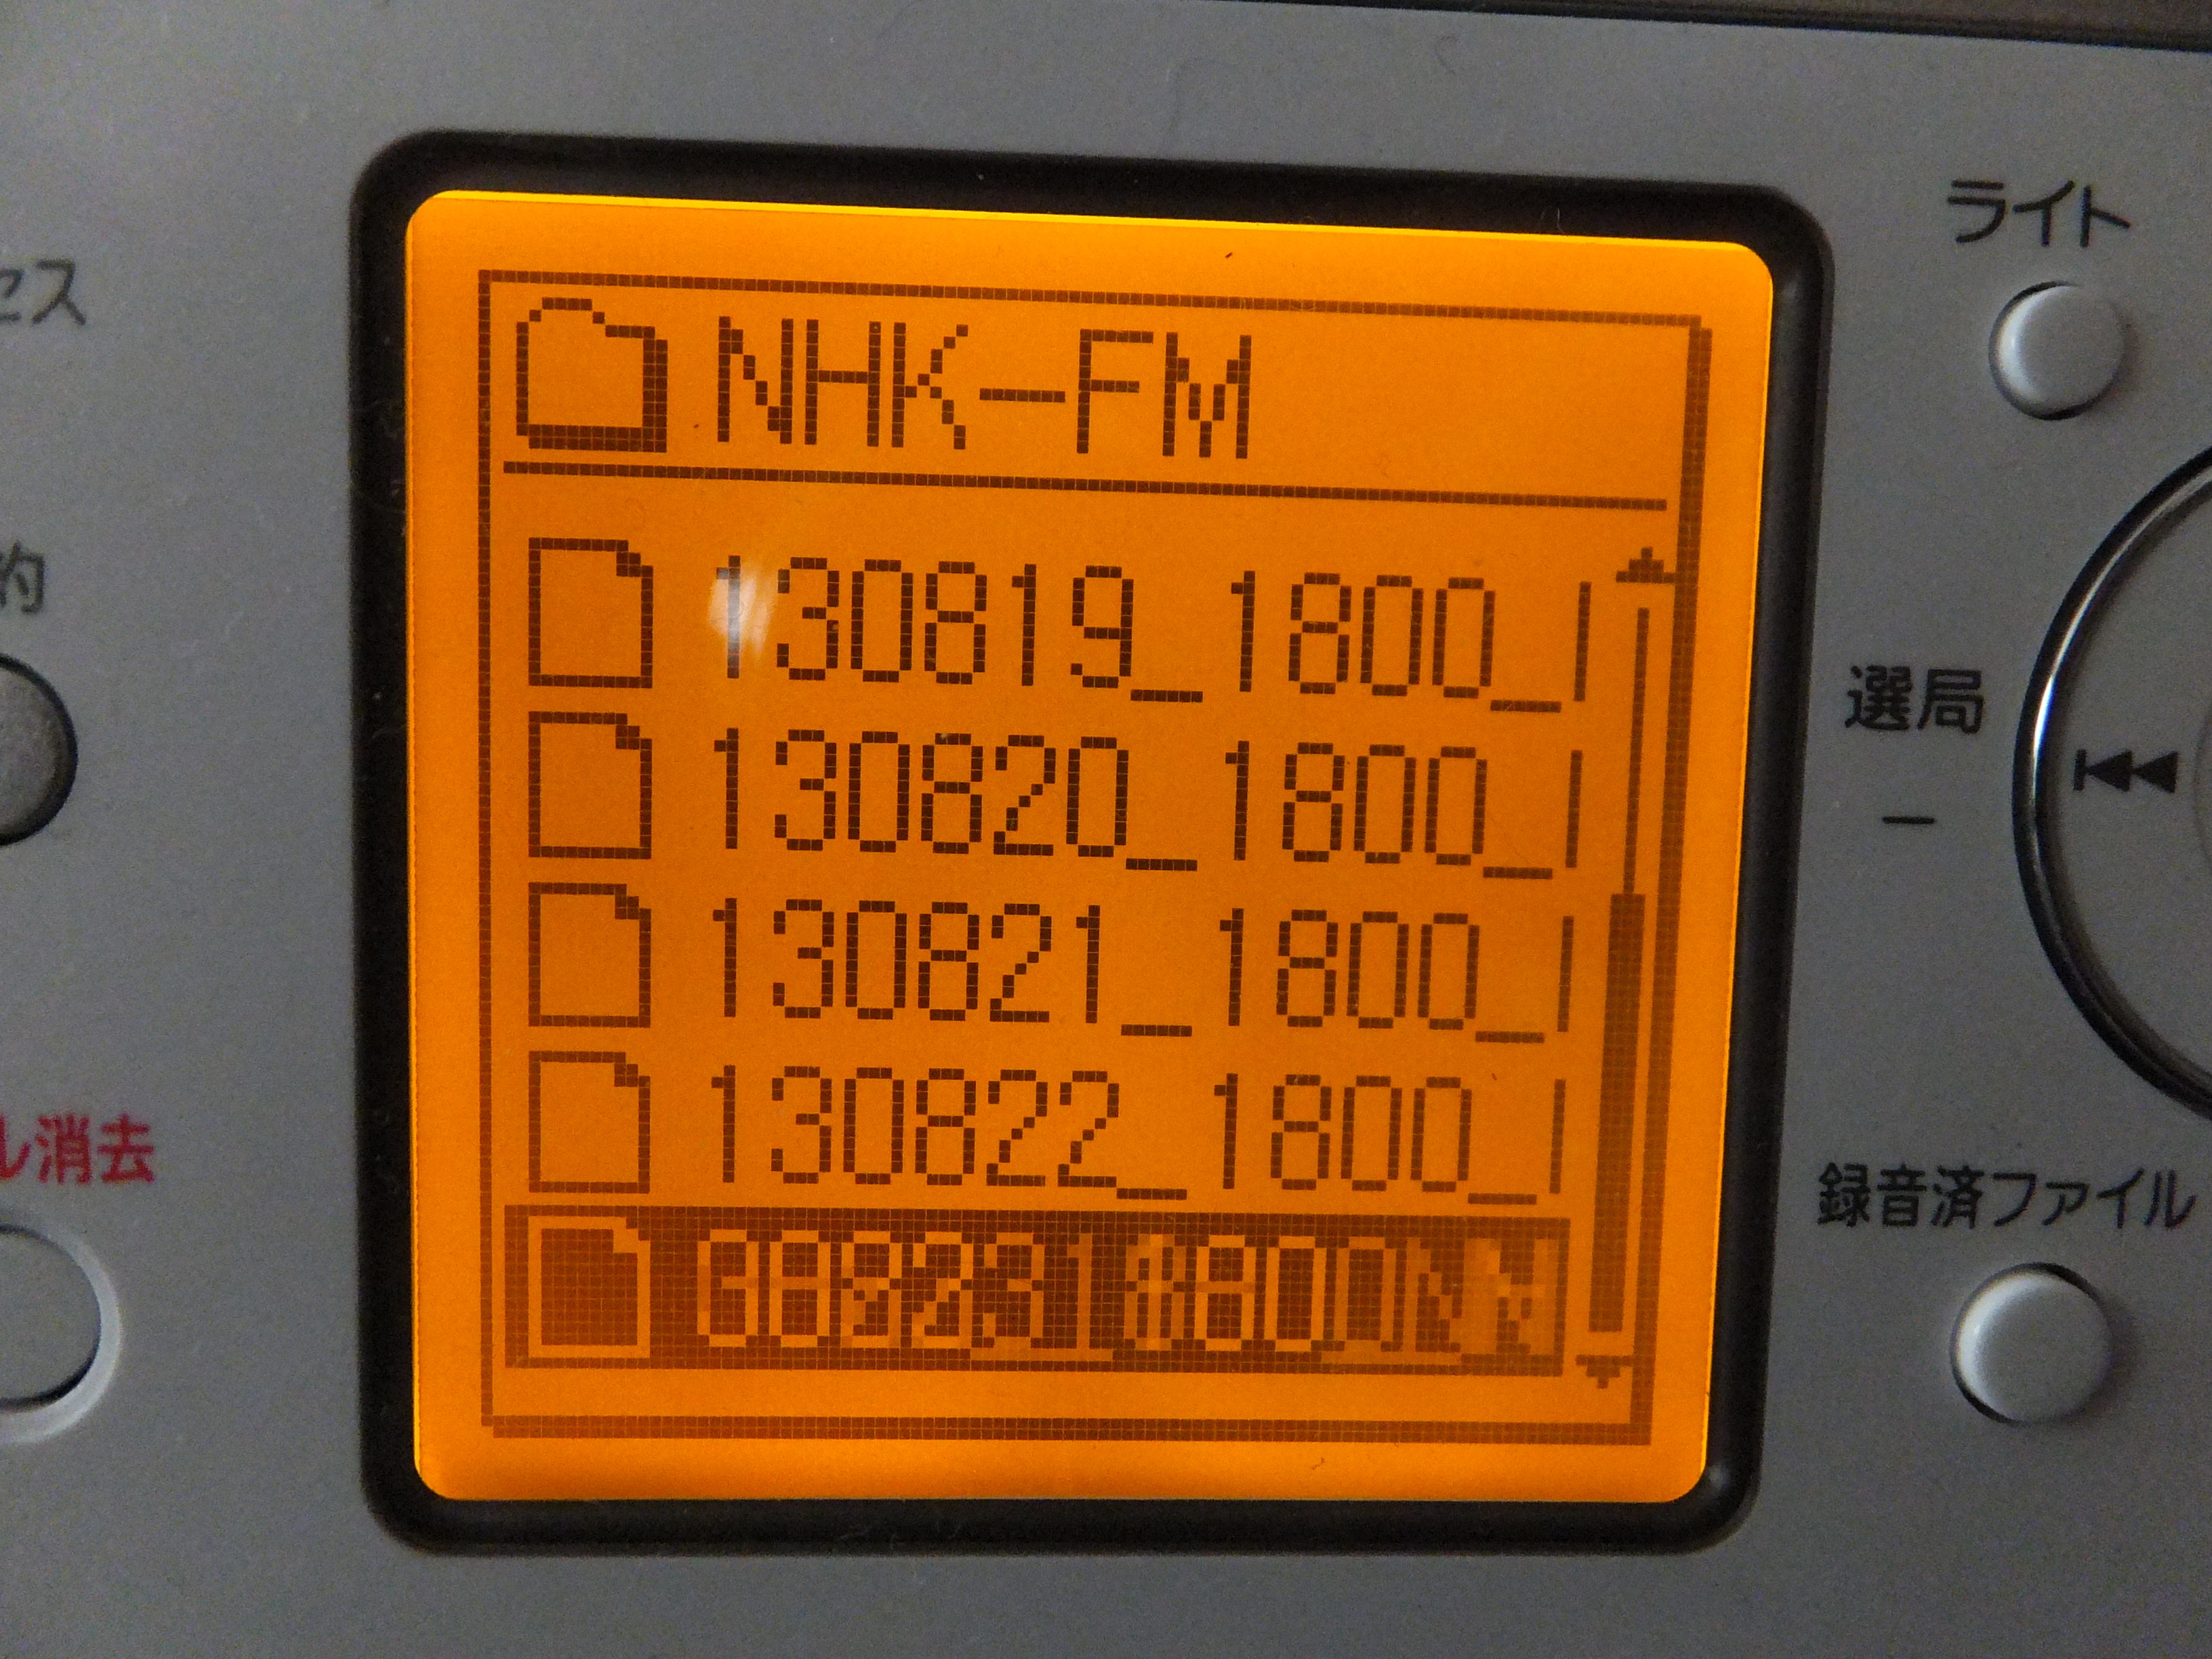 NHK-FM
130819_1800_
130820_1800_
130821_1800_
130822_1800_
セス
約
ル消去
ライト
選局
−
録音済ファイル